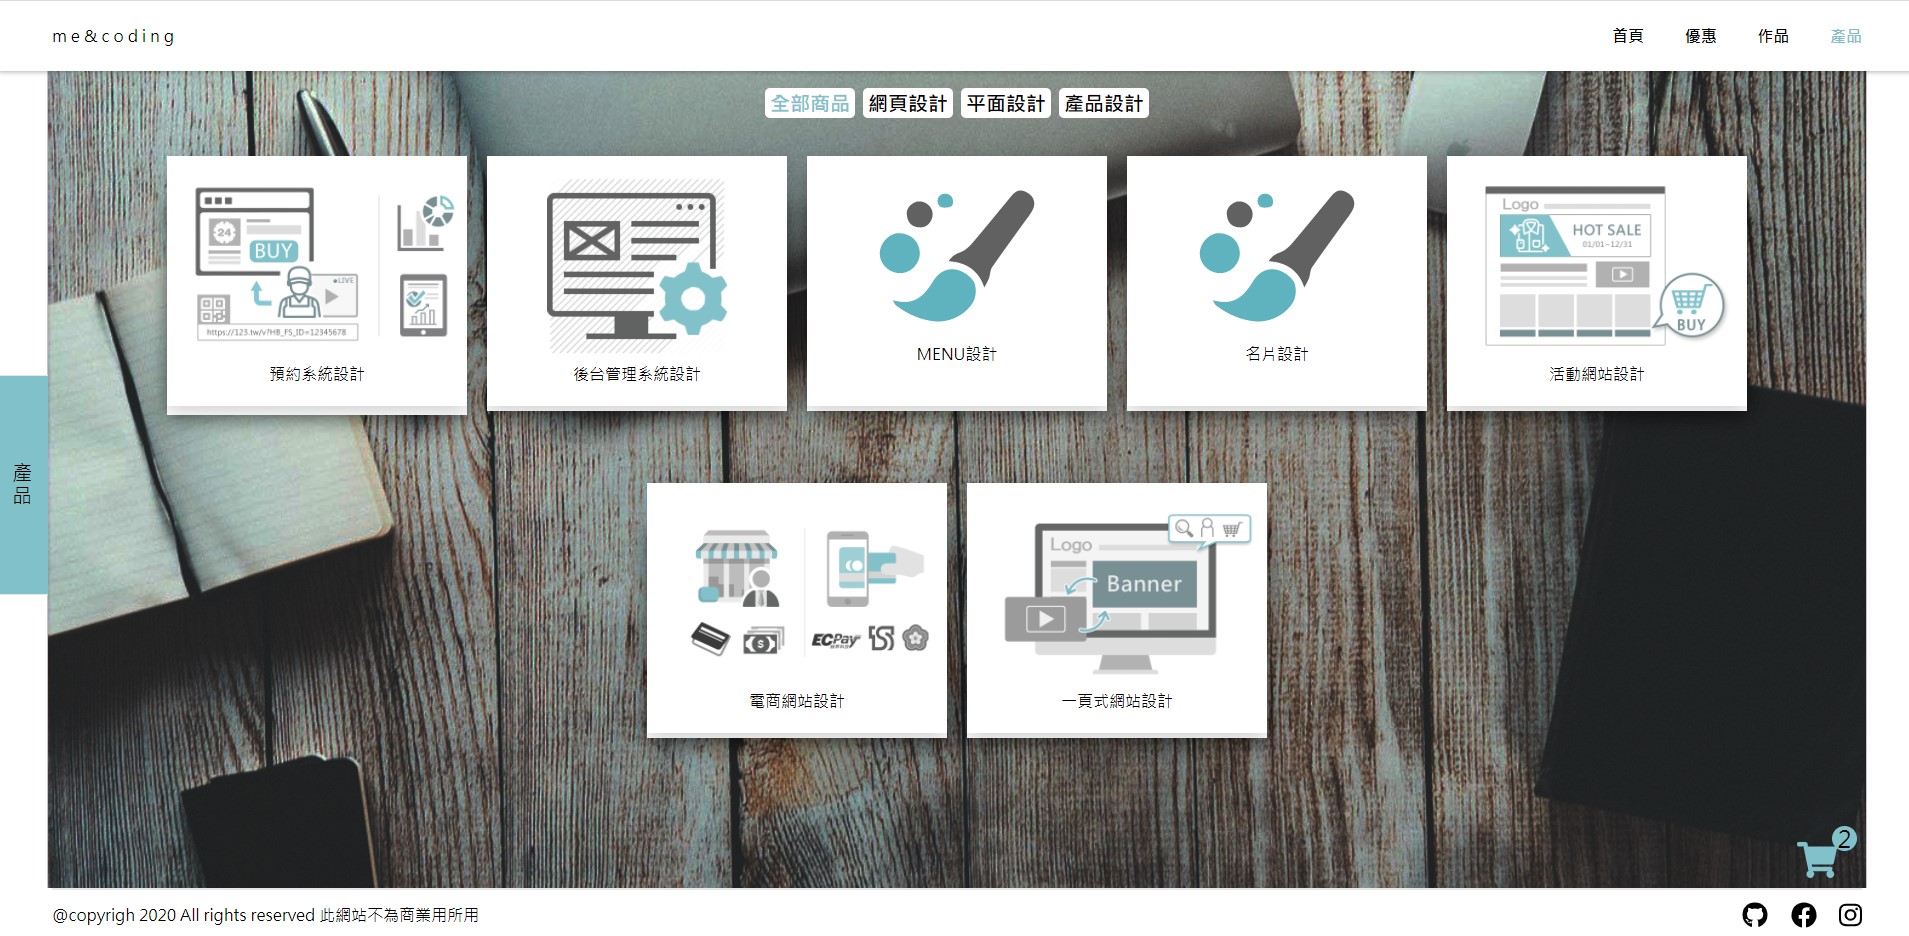 me&coding
首頁 優惠 作品 產品
全部商品 網頁設計 平面設計 產品設計
24
BUY
●LIVE
https://123.tw/v?HB_FS_ID=12345678
預約系統設計
後台管理系統設計
MENU設計
名片設計
Logo
HOT SALE
01/01~12/31
BUY
活動網站設計
產品
ECPay
電商網站設計
Logo
Banner
一頁式網站設計
2
@copyrigh 2020 All rights reserved 此網站不為商業用所用